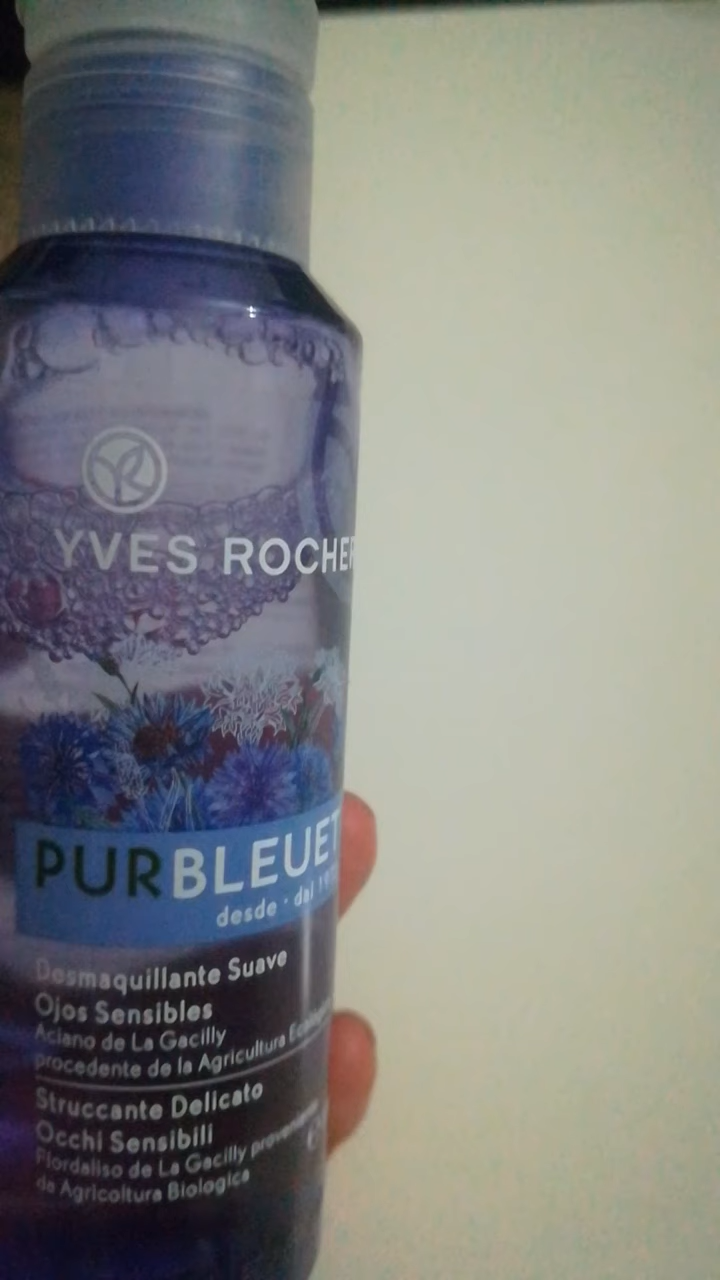 YVES ROCHER
PURBLEUET
desde · dal
Desmaquillante Suave
Ojos Sensibles
Aciano de La Gacilly
procedente de la Agricultura
Struccante Delicato
Occhi Sensibili
Fiordaliso de La Gacilly
da Agricoltura Biologica